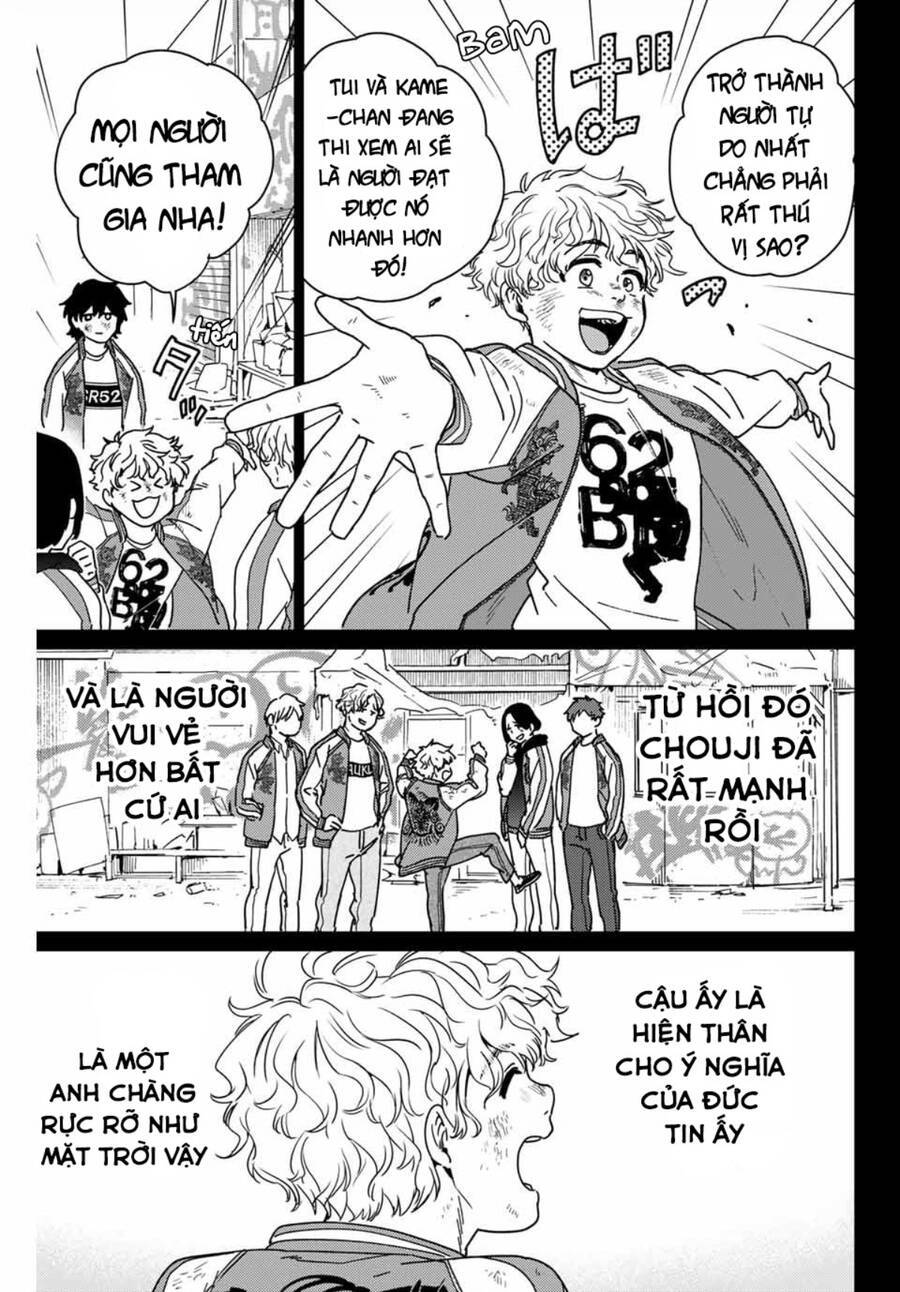 TRỞ THÀNH
NGƯỜI TỰ
DO NHẤT
CHẲNG PHẢI
RẤT THÚ
VỊ SAO?
Bam
ば
TUI VÀ KAME
-CHAN ĐANG
THI XEM AI SẼ
LÀ NGƯỜI ĐẠT
ĐƯỢC NÓ
NHANH HƠN
ĐÓ!
62
B
MỌI NGƯỜI
CŨNG THAM
GIA NHA!
tiến
SR52
62
TỪ HỒI ĐÓ
CHOUJI ĐÃ
RẤT MẠNH
RỒI
VÀ LÀ NGƯỜI
VUI VẺ
HƠN BẤT
CỨ AI
CẬU ẤY LÀ
HIỆN THÂN
CHO Ý NGHĨA
CỦA ĐỨC
TIN ẤY
LÀ MỘT
ANH CHÀNG
RỰC RỠ NHƯ
MẶT TRỜI VẬY